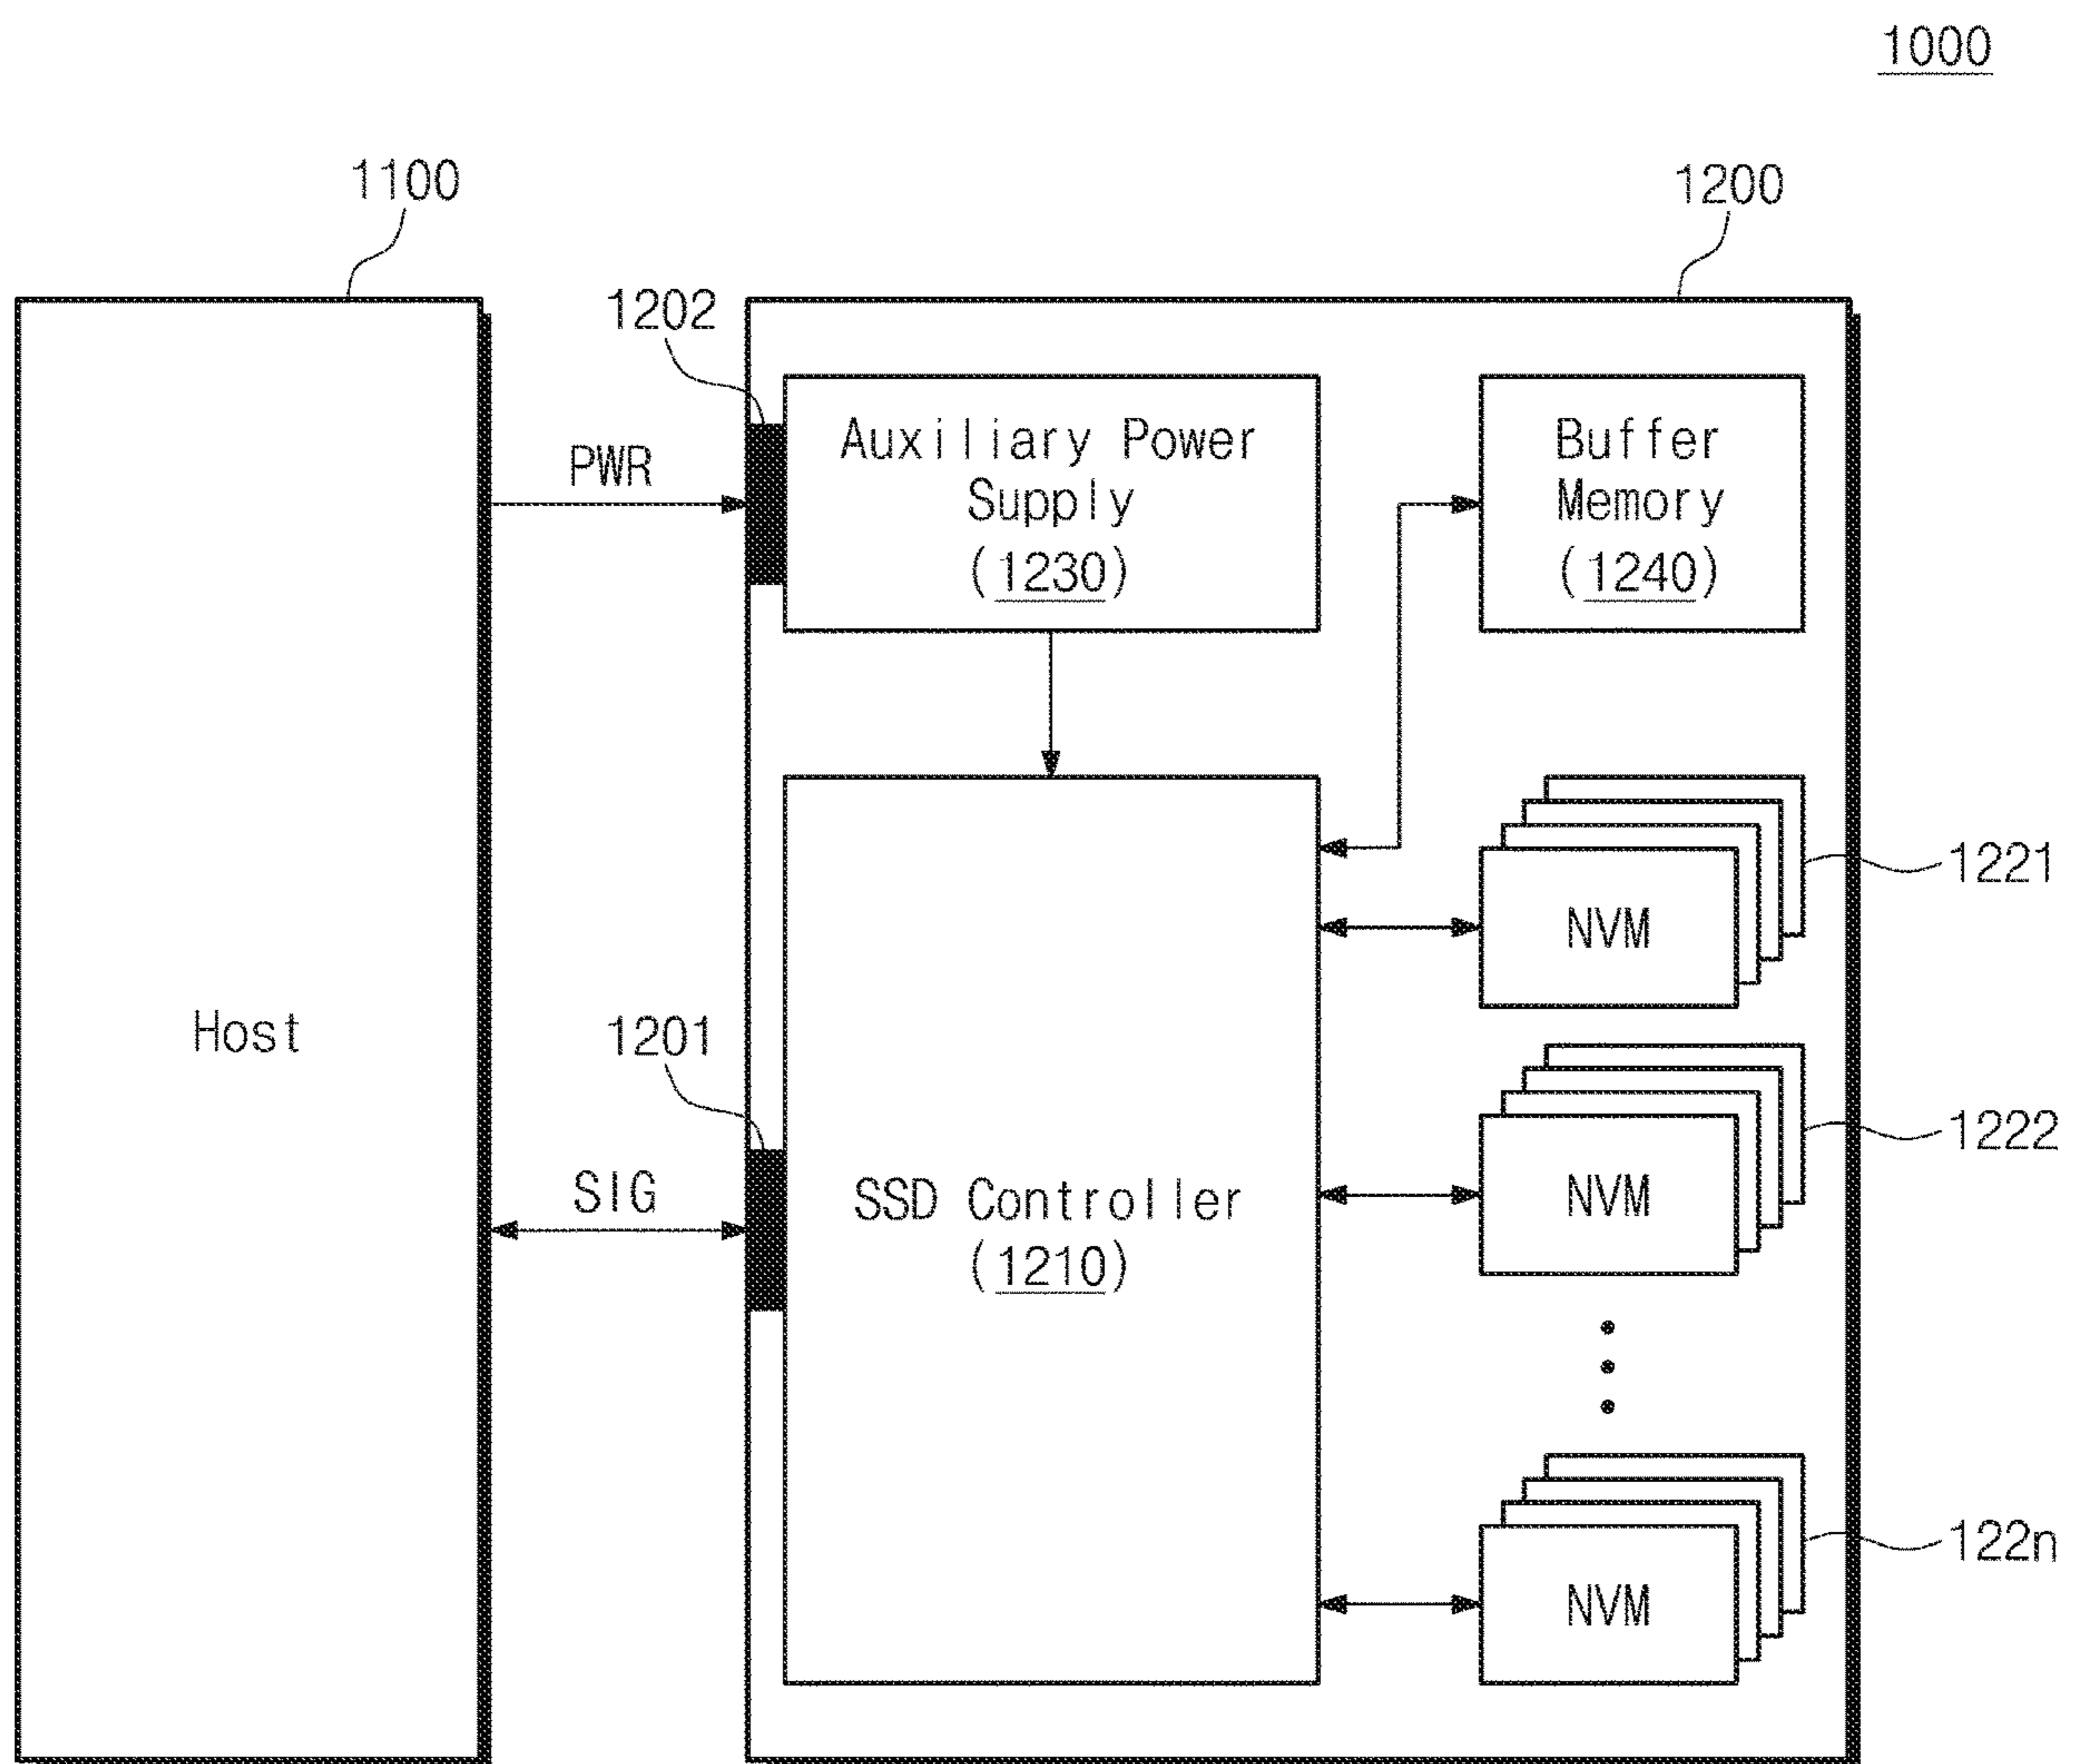 1000
1100
1200
1202
PWR
Auxiliary Power
Supply
(1230)
Buffer
Memory
(1240)
1221
NVM
Host
1201
SIG
SSD Controller
(1210)
1222
NVM
122n
NVM